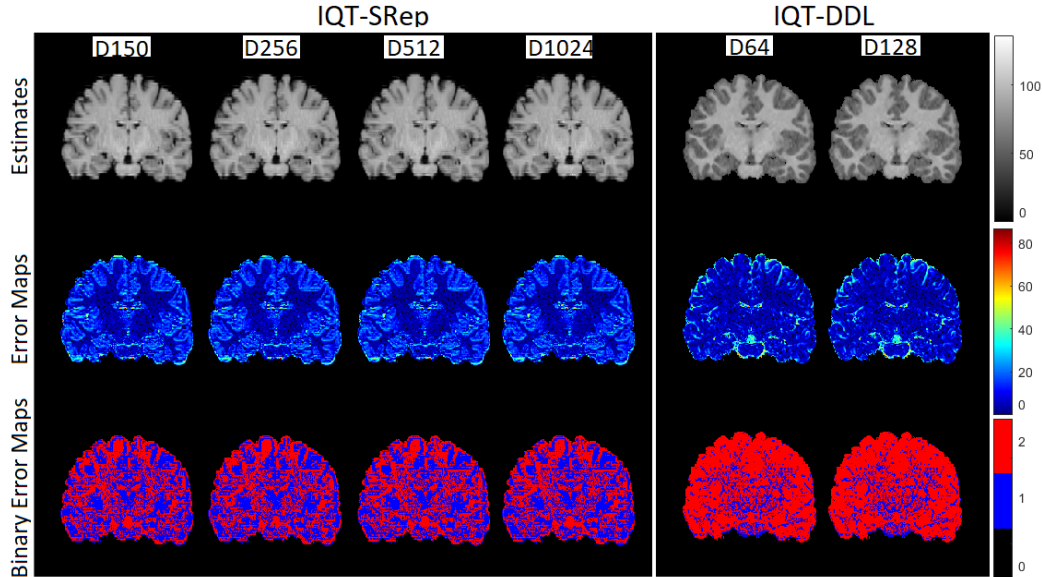 IQT-SRep IQT-DDL
D150 D256 D512 D1024 D64 D128
Estimates
100
50
0
Error Maps
80
60
40
20
0
Binary Error Maps
2
1
0